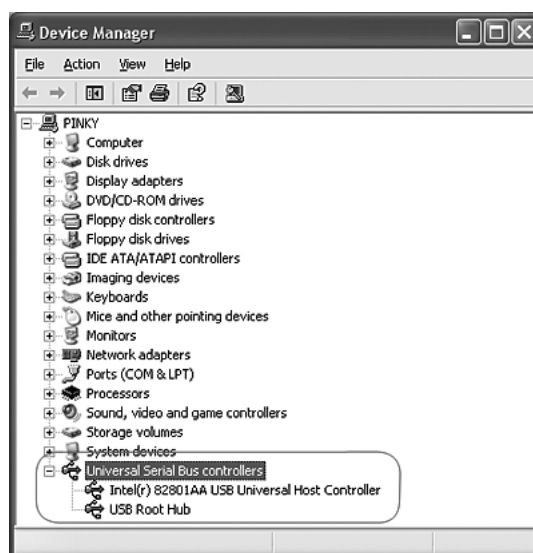 Device Manager
File Action View Help
PINKY
Computer
Disk drives
Display adapters
DVD/CD-ROM drives
Floppy disk controllers
Floppy disk drives
IDE ATA/ATAPI controllers
Imaging devices
Keyboards
Mice and other pointing devices
Monitors
Network adapters
Ports (COM & LPT)
Processors
Sound, video and game controllers
Storage volumes
System devices
Universal Serial Bus controllers
Intel(r) 82801AA USB Universal Host Controller
USB Root Hub